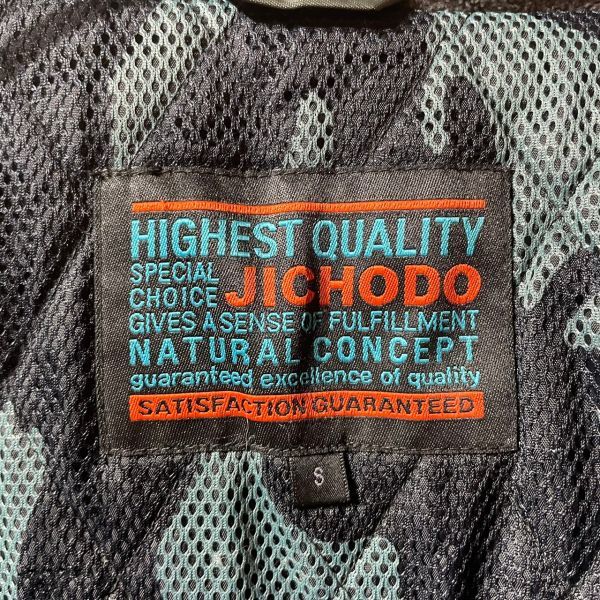 HIGHEST QUALITY
SPECIAL CHOICE JICHODO
GIVES A SENSE OF FULFILLMENT
NATURAL CONCEPT
guaranteed excellence of quality
SATISFACTION GUARANTEED
S